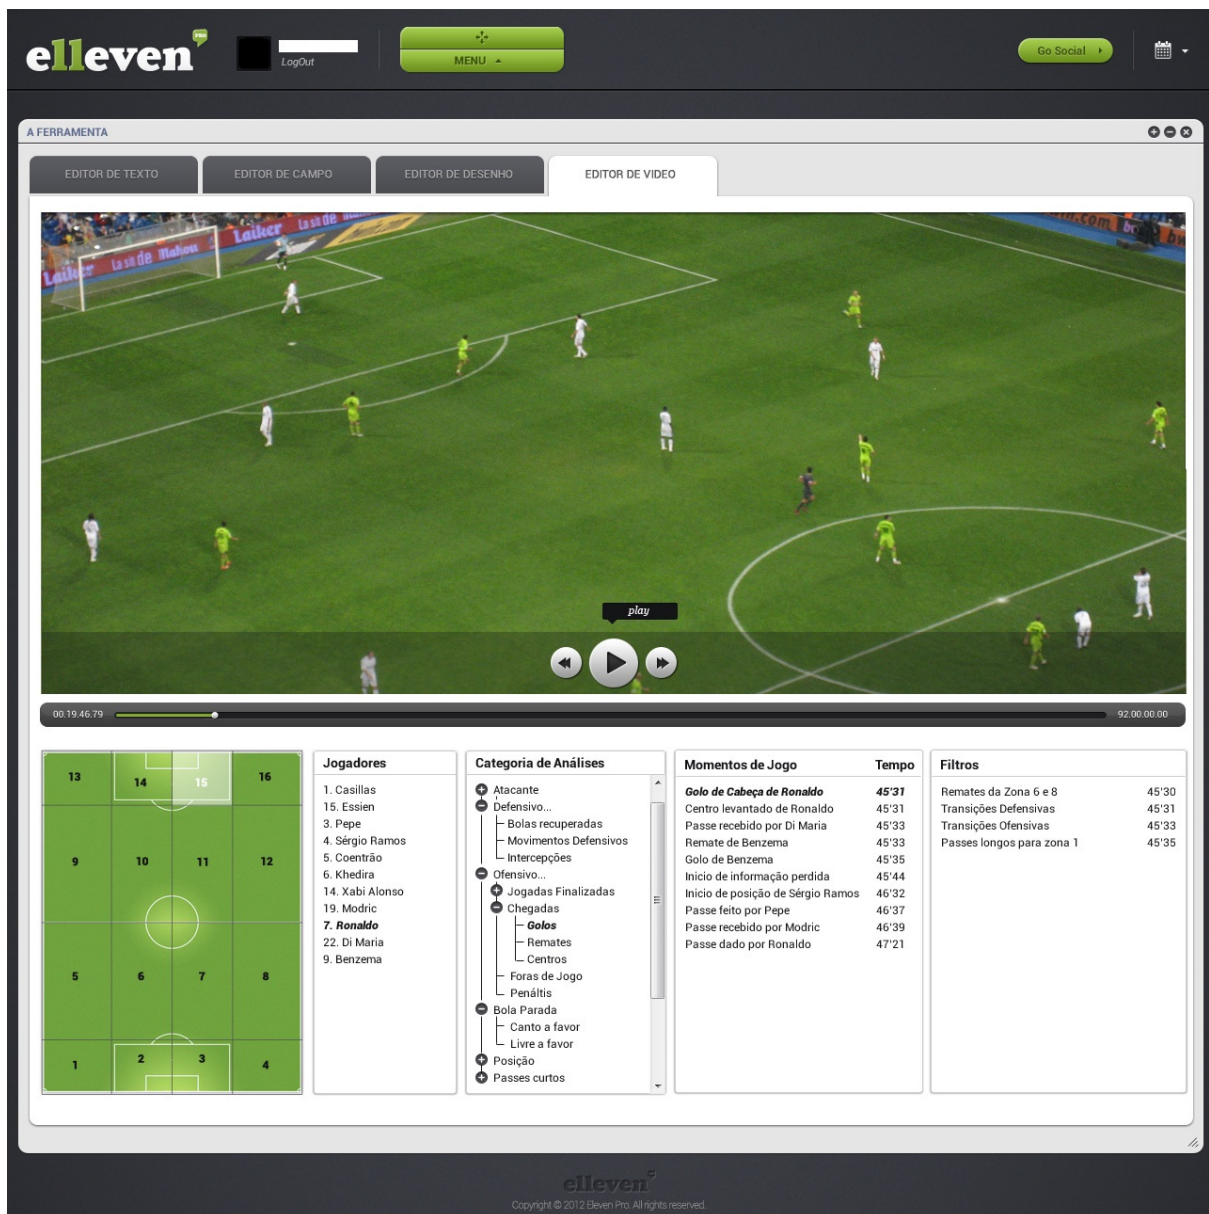 elleven PRO
LogOut
MENU
Go Social
A FERRAMENTA
EDITOR DE TEXTO
EDITOR DE CAMPO
EDITOR DE DESENHO
EDITOR DE VIDEO
Laiker
La sin de Mahou
Laiker
play
00.19.46.79
92.00.00.00
13 14 15 16
9 10 11 12
5 6 7 8
1 2 3 4
Jogadores
1. Casillas
15. Essien
3. Pepe
4. Sérgio Ramos
5. Coentrão
6. Khedira
14. Xabi Alonso
19. Modric
7. Ronaldo
22. Di Maria
9. Benzema
Categoria de Análises
Atacante
Defensivo...
Bolas recuperadas
Movimentos Defensivos
Intercepções
Ofensivo...
Jogadas Finalizadas
Chegadas
Golos
Remates
Centros
Foras de Jogo
Penáltis
Bola Parada
Canto a favor
Livre a favor
Posição
Passes curtos
Momentos de Jogo Tempo
Golo de Cabeça de Ronaldo 45'31
Centro levantado de Ronaldo 45'31
Passe recebido por Di Maria 45'33
Remate de Benzema 45'33
Golo de Benzema 45'35
Inicio de informação perdida 45'44
Inicio de posição de Sérgio Ramos 46'32
Passe feito por Pepe 46'37
Passe recebido por Modric 46'39
Passe dado por Ronaldo 47'21
Filtros
Remates da Zona 6 e 8 45'30
Transições Defensivas 45'31
Transições Ofensivas 45'33
Passes longos para zona 1 45'35
elleven
Copyright © 2012 Eleven Pro. All rights reserved.